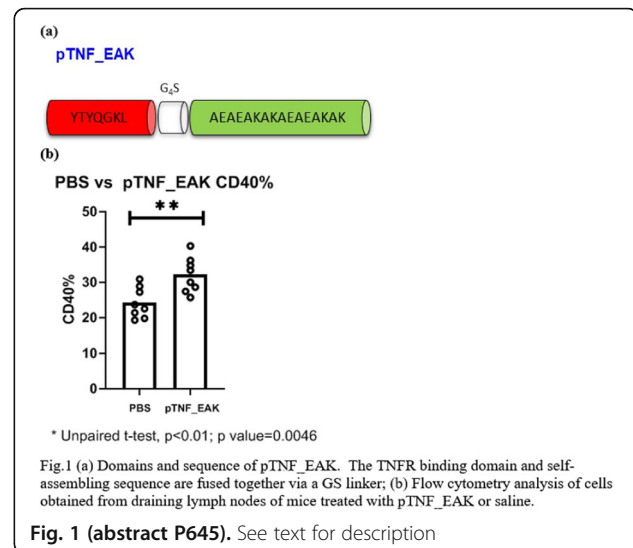 (a)
pTNF_EAK
G₄S
YTYQGKL
AEAEAKAKAEAEAKAK
(b)
PBS vs pTNF_EAK CD40%
**
50
40
30
20
10
0
CD40%
PBS
pTNF_EAK
* Unpaired t-test, p<0.01; p value=0.0046
Fig.1 (a) Domains and sequence of pTNF_EAK. The TNFR binding domain and self-
assembling sequence are fused together via a GS linker; (b) Flow cytometry analysis of cells
obtained from draining lymph nodes of mice treated with pTNF_EAK or saline.
Fig. 1 (abstract P645). See text for description